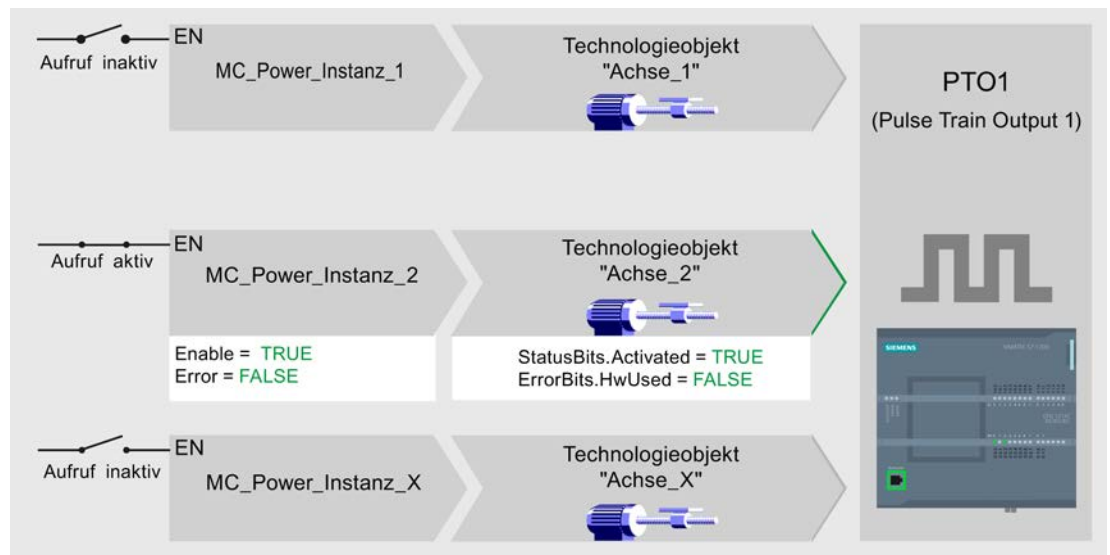 EN
Aufruf inaktiv
MC_Power_Instanz_1
Technologieobjekt
"Achse_1"
PTO1
(Pulse Train Output 1)
EN
Aufruf aktiv
MC_Power_Instanz_2
Technologieobjekt
"Achse_2"
Enable = TRUE
Error = FALSE
StatusBits.Activated = TRUE
ErrorBits.HwUsed = FALSE
SIEMENS
EN
Aufruf inaktiv
MC_Power_Instanz_X
Technologieobjekt
"Achse_X"